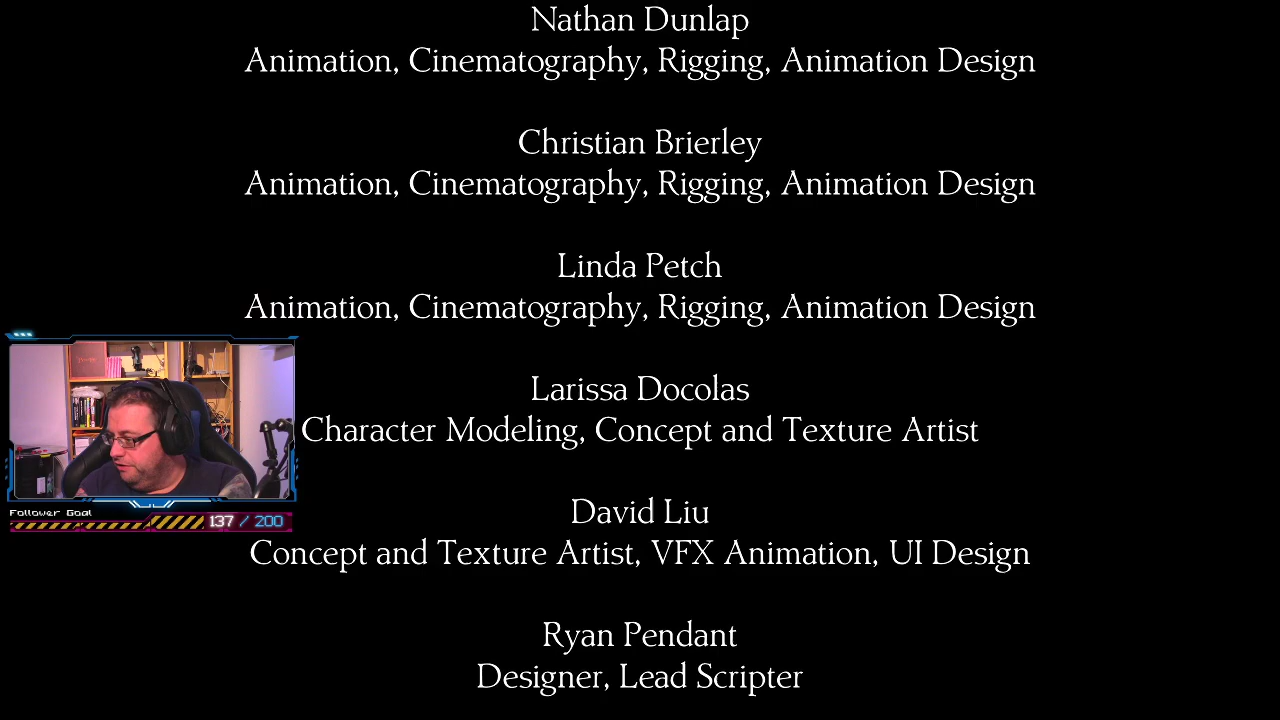 Nathan Dunlap
Animation, Cinematography, Rigging, Animation Design
Christian Brierley
Animation, Cinematography, Rigging, Animation Design
Linda Petch
Animation, Cinematography, Rigging, Animation Design
Larissa Docolas
Character Modeling, Concept and Texture Artist
David Liu
Concept and Texture Artist, VFX Animation, UI Design
Ryan Pendant
Designer, Lead Scripter
Follower Goal
137 / 200